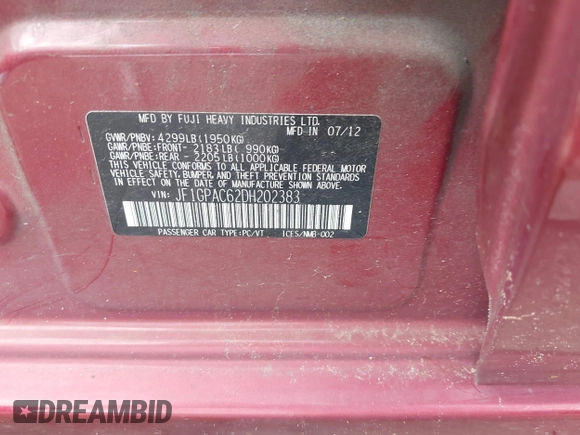 MFD BY FUJI HEAVY INDUSTRIES LTD.
MFD IN 07/12
GVWR/PNBV: 4299LB(1950KG)
GAWR/PNBE:FRONT- 2183LB( 990KG)
GAWR/PNBE:REAR - 2205LB(1000KG)
THIS VEHICLE CONFORMS TO ALL APPLICABLE FEDERAL MOTOR
VEHICLE SAFETY, BUMPER, AND THEFT PREVENTION STANDARDS
IN EFFECT ON THE DATE OF MANUFACTURE SHOWN ABOVE.
VIN: JF1GPAC62DH202383
PASSENGER CAR TYPE:PC/VT ICES/NMB-002
DREAMBID